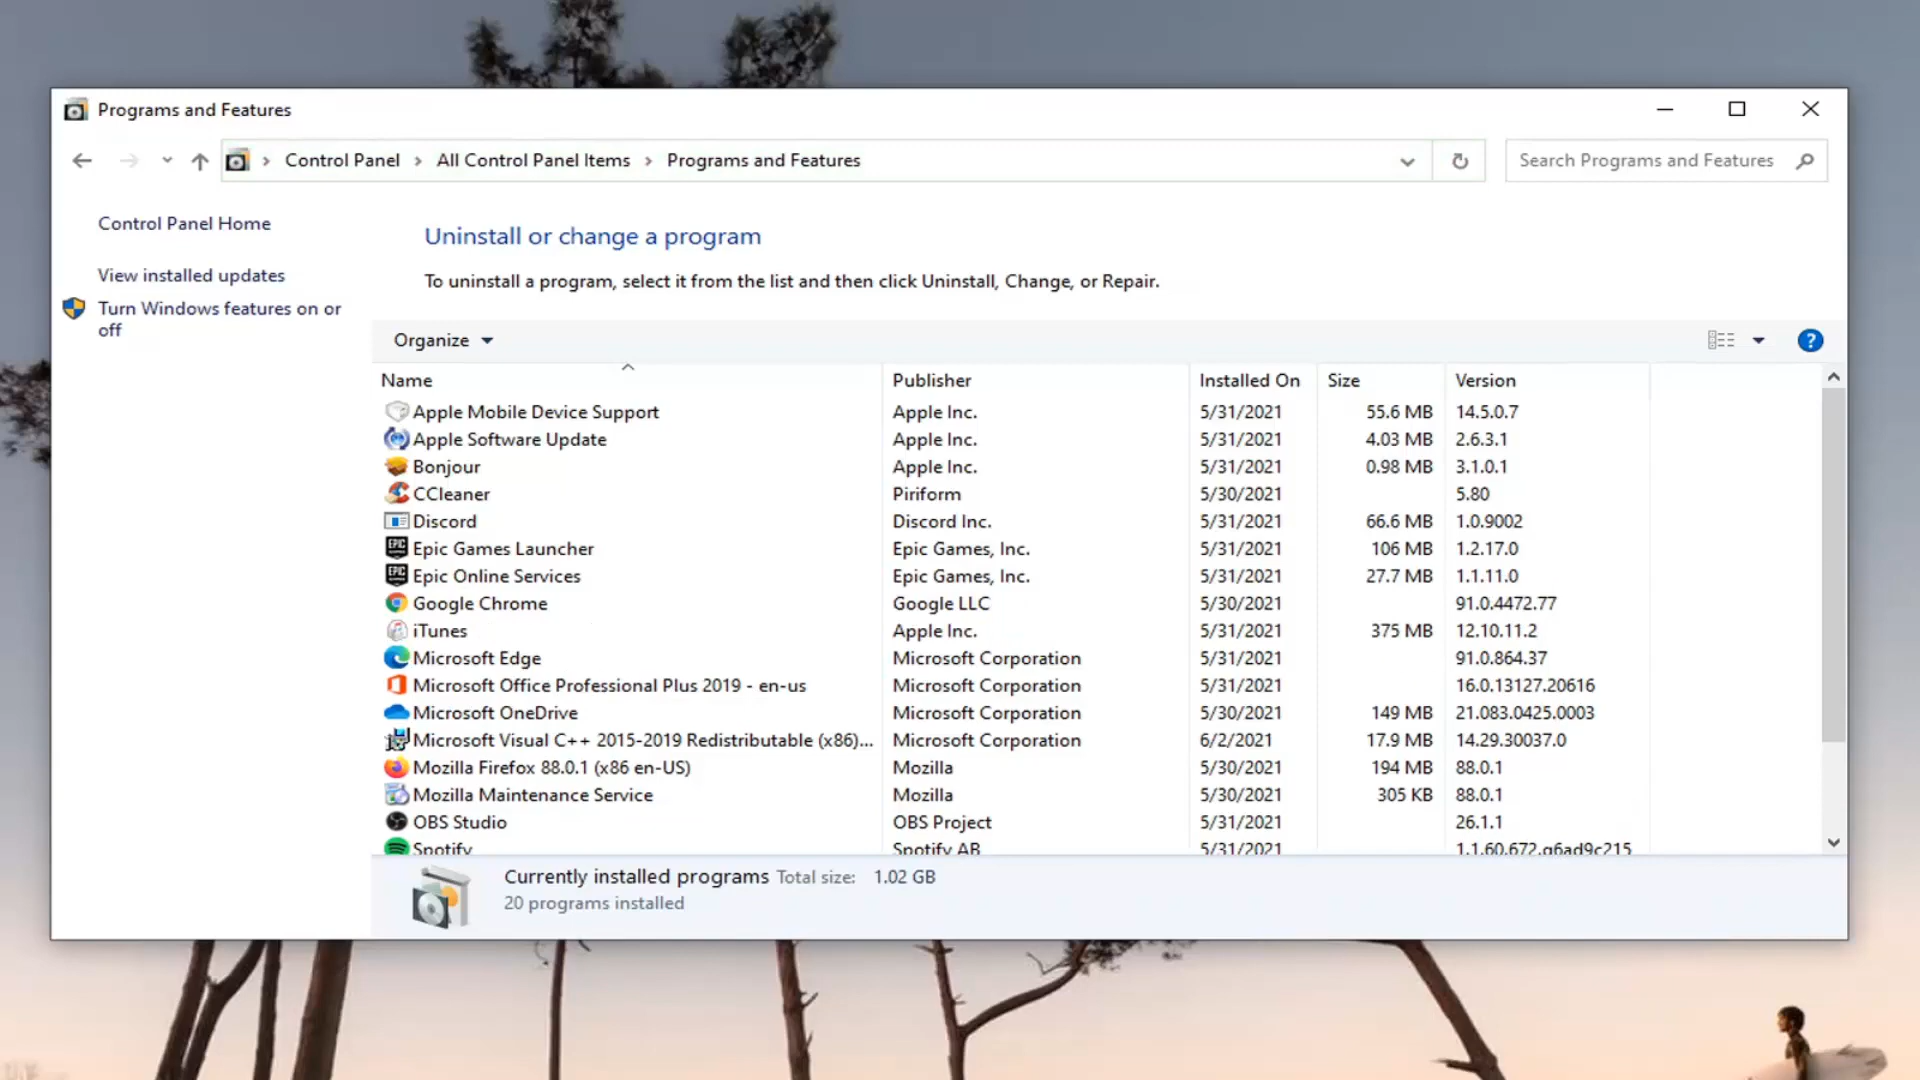 Programs and Features
Control Panel > All Control Panel Items > Programs and Features
Search Programs and Features
Control Panel Home
View installed updates
Turn Windows features on or
off
Uninstall or change a program
To uninstall a program, select it from the list and then click Uninstall, Change, or Repair.
Organize
?
Name Publisher Installed On Size Version
Apple Mobile Device Support Apple Inc. 5/31/2021 55.6 MB 14.5.0.7
Apple Software Update Apple Inc. 5/31/2021 4.03 MB 2.6.3.1
Bonjour Apple Inc. 5/31/2021 0.98 MB 3.1.0.1
CCleaner Piriform 5/30/2021 5.80
Discord Discord Inc. 5/31/2021 66.6 MB 1.0.9002
EPIC Epic Games Launcher Epic Games, Inc. 5/31/2021 106 MB 1.2.17.0
EPIC Epic Online Services Epic Games, Inc. 5/31/2021 27.7 MB 1.1.11.0
Google Chrome Google LLC 5/30/2021 91.0.4472.77
iTunes Apple Inc. 5/31/2021 375 MB 12.10.11.2
Microsoft Edge Microsoft Corporation 5/31/2021 91.0.864.37
Microsoft Office Professional Plus 2019 - en-us Microsoft Corporation 5/31/2021 16.0.13127.20616
Microsoft OneDrive Microsoft Corporation 5/30/2021 149 MB 21.083.0425.0003
Microsoft Visual C++ 2015-2019 Redistributable (x86)... Microsoft Corporation 6/2/2021 17.9 MB 14.29.30037.0
Mozilla Firefox 88.0.1 (x86 en-US) Mozilla 5/30/2021 194 MB 88.0.1
Mozilla Maintenance Service Mozilla 5/30/2021 305 KB 88.0.1
OBS Studio OBS Project 5/31/2021 26.1.1
Spotify Spotify AB 5/31/2021 1.1.60.672.g6ad9c215
Currently installed programs Total size: 1.02 GB
20 programs installed